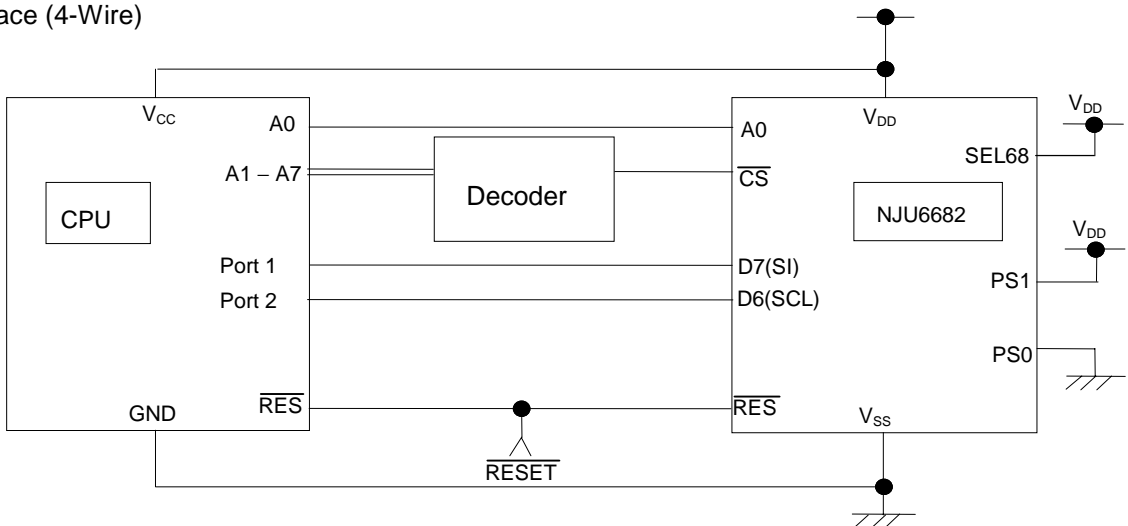 ace (4-Wire)
VCC
A0
A1 – A7
CPU
Port 1
Port 2
RES
GND
Decoder
RESET
VDD
A0
CS
NJU6682
D7(SI)
D6(SCL)
RES
VSS
SEL68
VDD
PS1
VDD
PS0